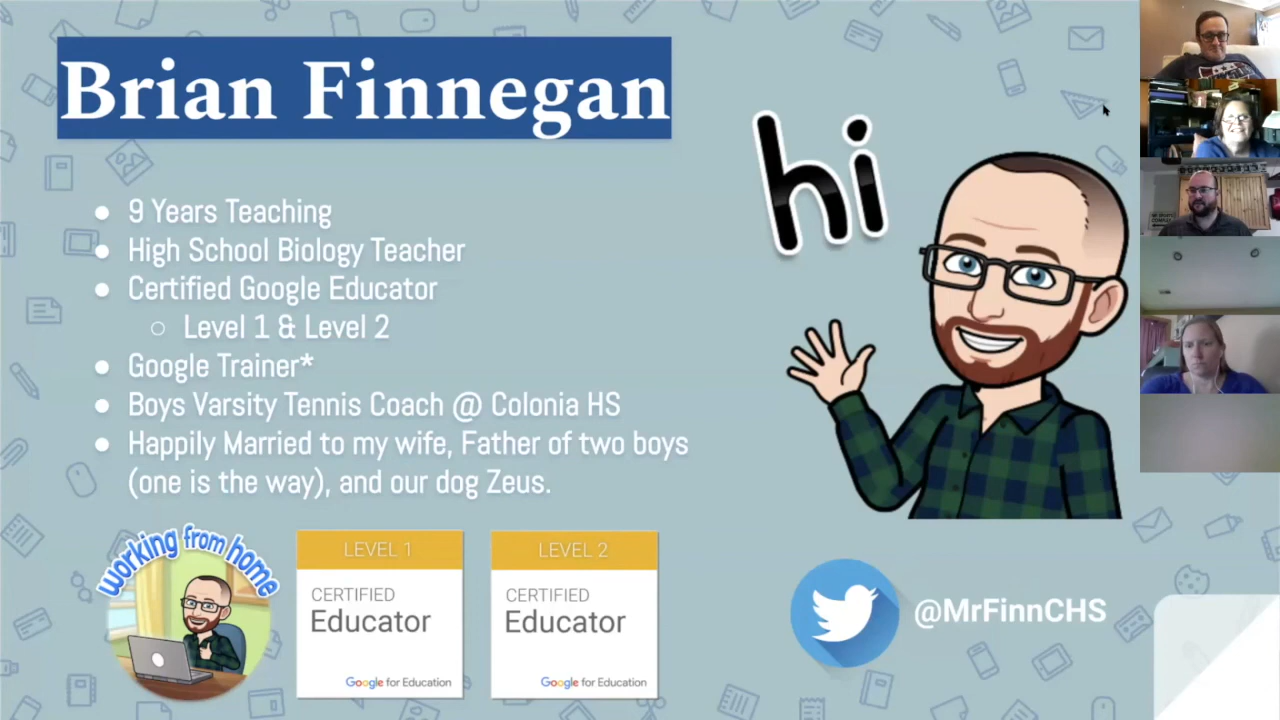 Brian Finnegan
hi
9 Years Teaching
High School Biology Teacher
Certified Google Educator
Level 1 & Level 2
Google Trainer*
Boys Varsity Tennis Coach @ Colonia HS
Happily Married to my wife, Father of two boys
(one is the way), and our dog Zeus.
working from home
LEVEL 1
CERTIFIED
Educator
Google for Education
LEVEL 2
CERTIFIED
Educator
Google for Education
@MrFinnCHS